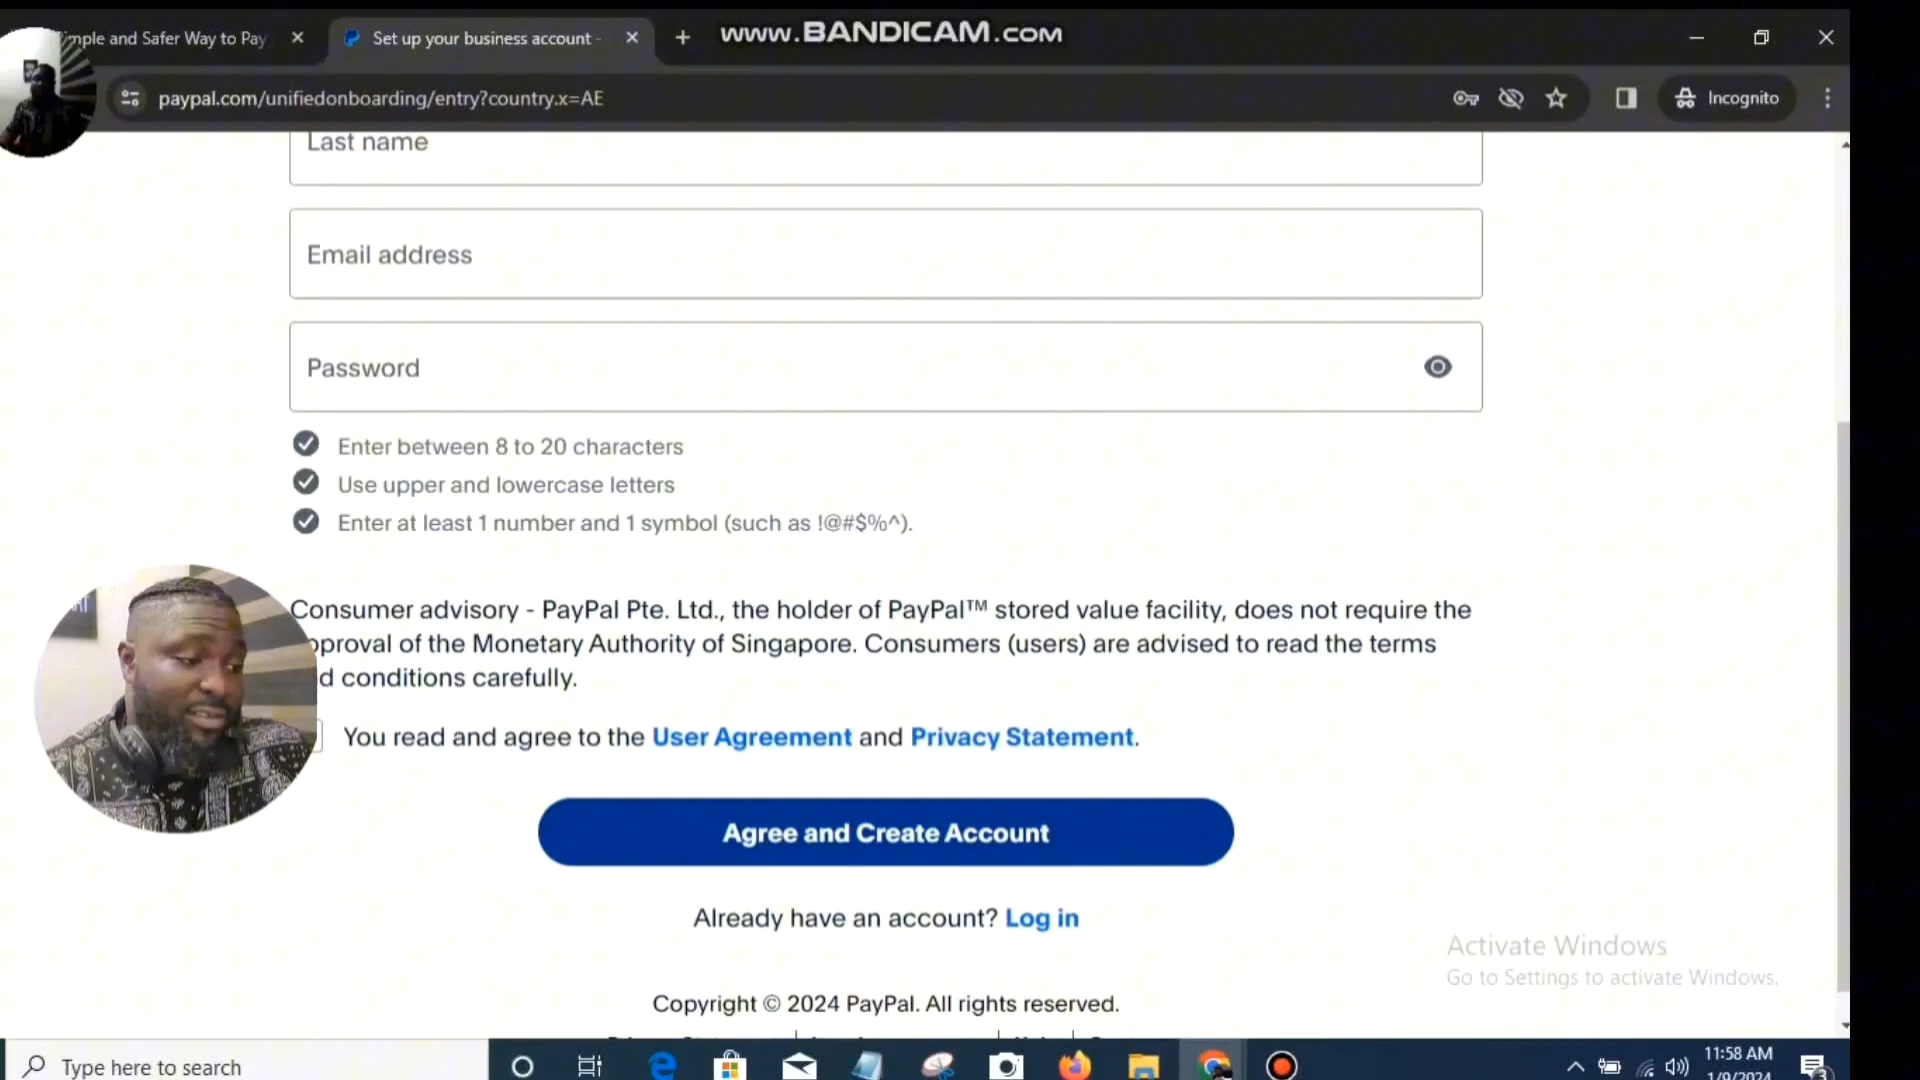 imple and Safer Way to Pay
Set up your business account -
www.BANDICAM.com
paypal.com/unifiedonboarding/entry?country.x=AE
Incognito
Last name
Email address
Password
Enter between 8 to 20 characters
Use upper and lowercase letters
Enter at least 1 number and 1 symbol (such as !@#$%^).
Consumer advisory - PayPal Pte. Ltd., the holder of PayPal™ stored value facility, does not require the
pproval of the Monetary Authority of Singapore. Consumers (users) are advised to read the terms
d conditions carefully.
You read and agree to the User Agreement and Privacy Statement.
Agree and Create Account
Already have an account? Log in
Activate Windows
Go to Settings to activate Windows.
Copyright © 2024 PayPal. All rights reserved.
Type here to search
11:58 AM
1/9/2024
3